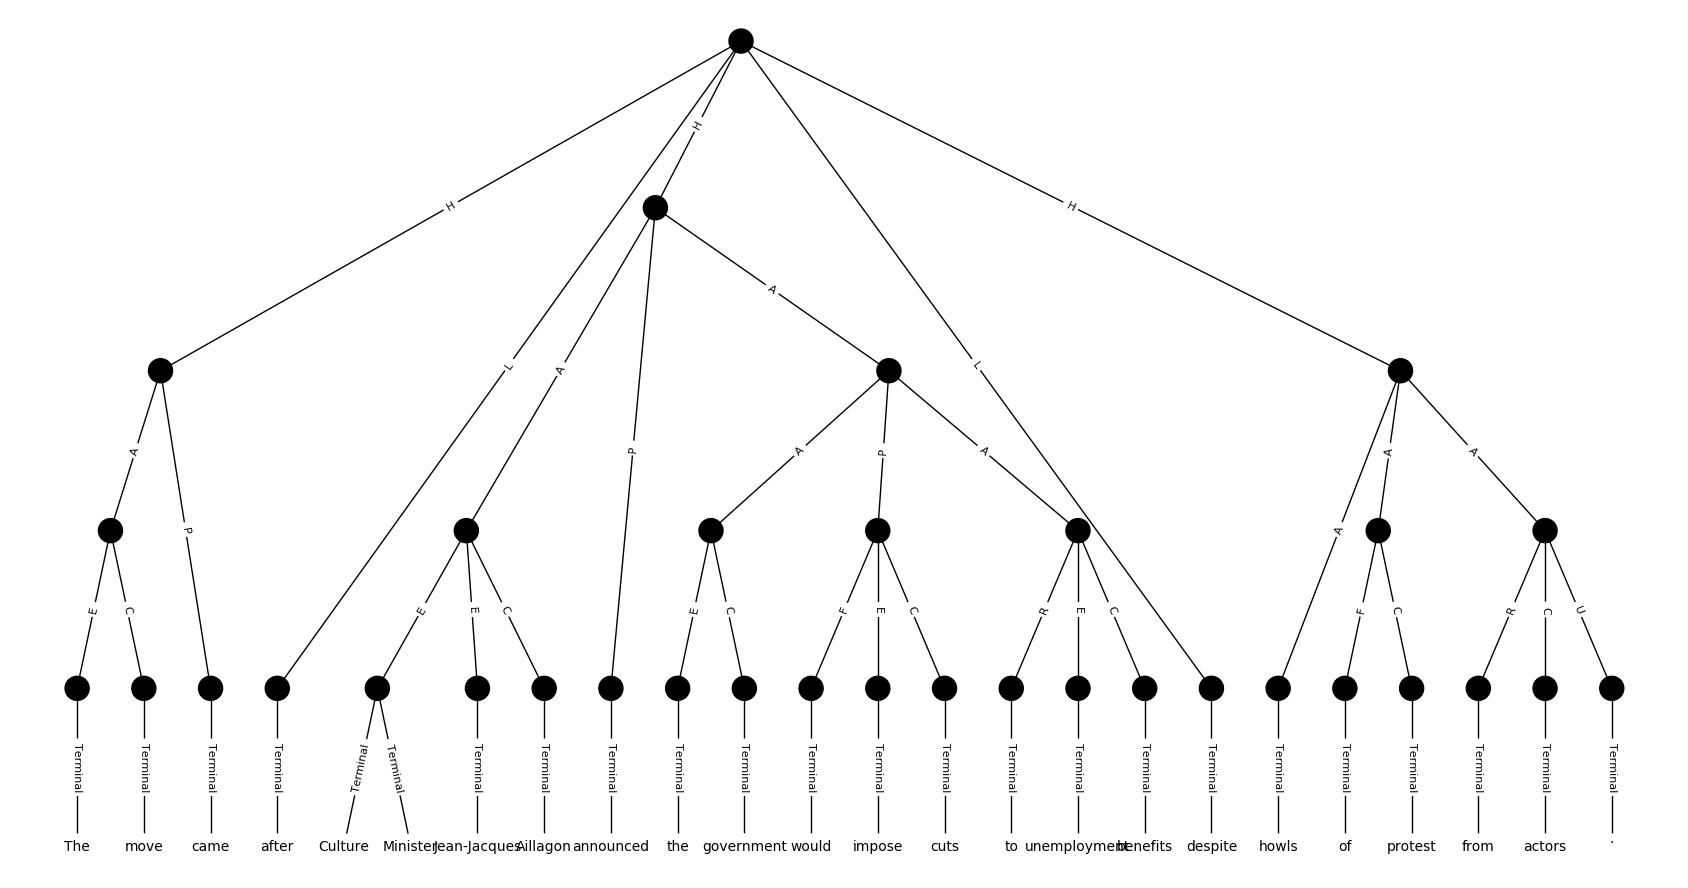 H
H
L
L
H
A
A
A
P
P
A
P
A
A
A
A
E
C
E
E
C
E
C
F
E
C
R
E
C
F
C
R
C
U
Terminal Terminal Terminal Terminal Terminal Terminal Terminal Terminal Terminal Terminal Terminal Terminal Terminal Terminal Terminal Terminal Terminal Terminal Terminal Terminal Terminal Terminal Terminal Terminal
The move came after Culture Minister Jean-Jacques Aillagon announced the government would impose cuts to unemployment benefits despite howls of protest from actors .